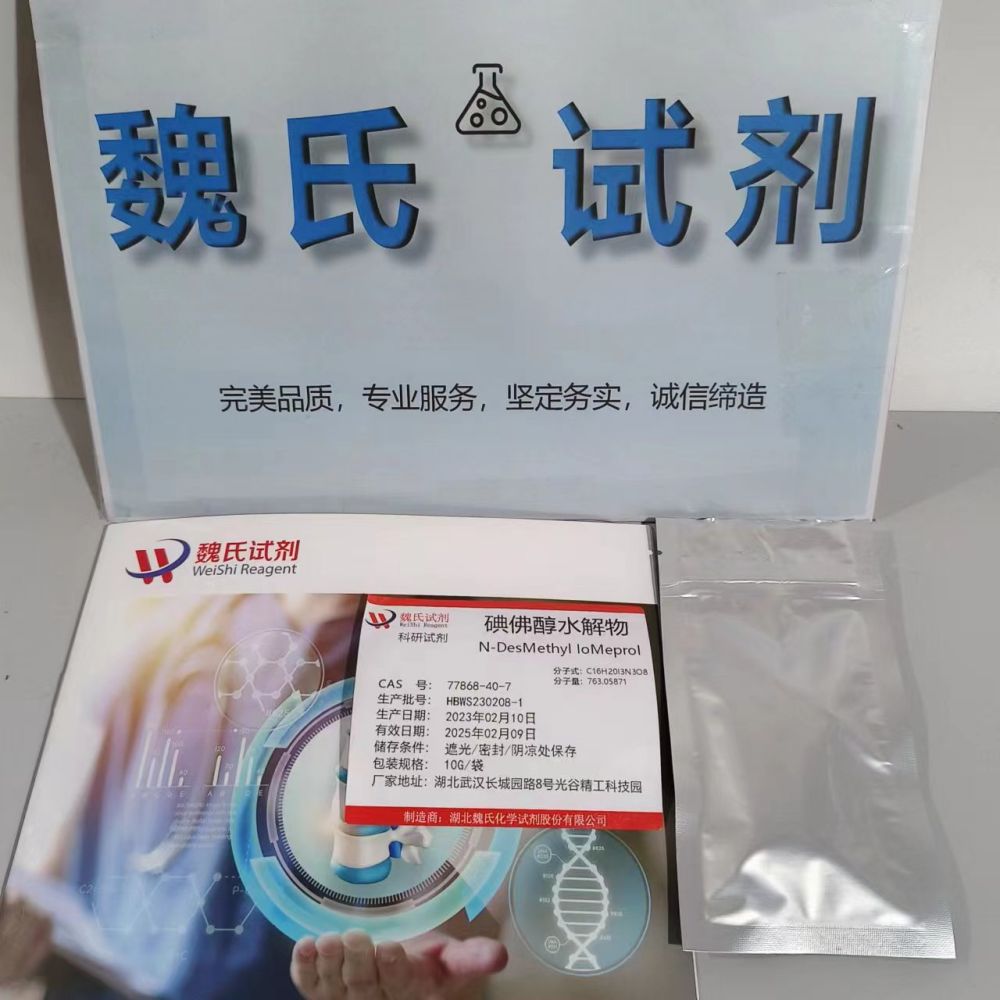 魏氏试剂
完美品质，专业服务，坚定务实，诚信缔造
魏氏试剂
WeiShi Reagent
魏氏试剂
WeiShi Reagent
科研试剂
碘佛醇水解物
N-DesMethyl IoMeprol
分子式：C16H20I3N3O8
分子量：763.05871
CAS 号：77868-40-7
生产批号：HBWS230208-1
生产日期：2023年02月10日
有效日期：2025年02月09日
储存条件：遮光/密封/阴凉处保存
包装规格：10G/袋
厂家地址：湖北武汉长城园路8号光谷精工科技园
制造商：湖北魏氏化学试剂股份有限公司